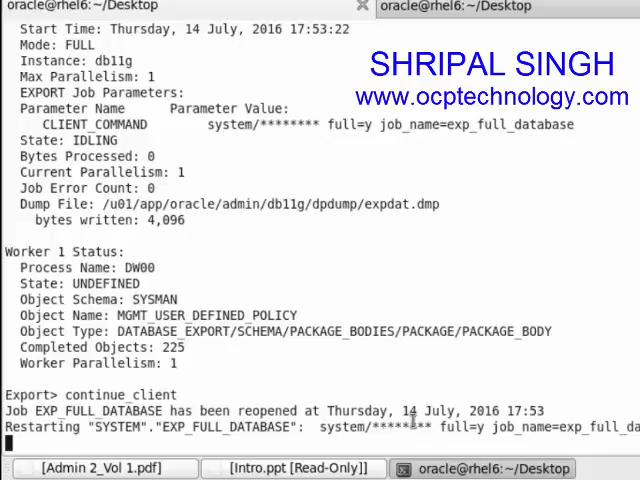 oracle@rhel6:~/Desktop
oracle@rhel6:~/Desktop
Start Time: Thursday, 14 July, 2016 17:53:22
Mode: FULL
Instance: db11g
Max Parallelism: 1
EXPORT Job Parameters:
Parameter Name Parameter Value:
CLIENT_COMMAND system/******** full=y job_name=exp_full_database
State: IDLING
Bytes Processed: 0
Current Parallelism: 1
Job Error Count: 0
Dump File: /u01/app/oracle/admin/db11g/dpdump/expdat.dmp
bytes written: 4,096
SHRIPAL SINGH
www.ocptechnology.com
Worker 1 Status:
Process Name: DW00
State: UNDEFINED
Object Schema: SYSMAN
Object Name: MGMT_USER_DEFINED_POLICY
Object Type: DATABASE_EXPORT/SCHEMA/PACKAGE_BODIES/PACKAGE/PACKAGE_BODY
Completed Objects: 225
Worker Parallelism: 1
Export> continue_client
Job EXP_FULL_DATABASE has been reopened at Thursday, 14 July, 2016 17:53
Restarting "SYSTEM"."EXP_FULL_DATABASE": system/******** full=y job_name=exp_full_da
[Admin 2_Vol 1.pdf]
[Intro.ppt [Read-Only]]
oracle@rhel6:~/Desktop